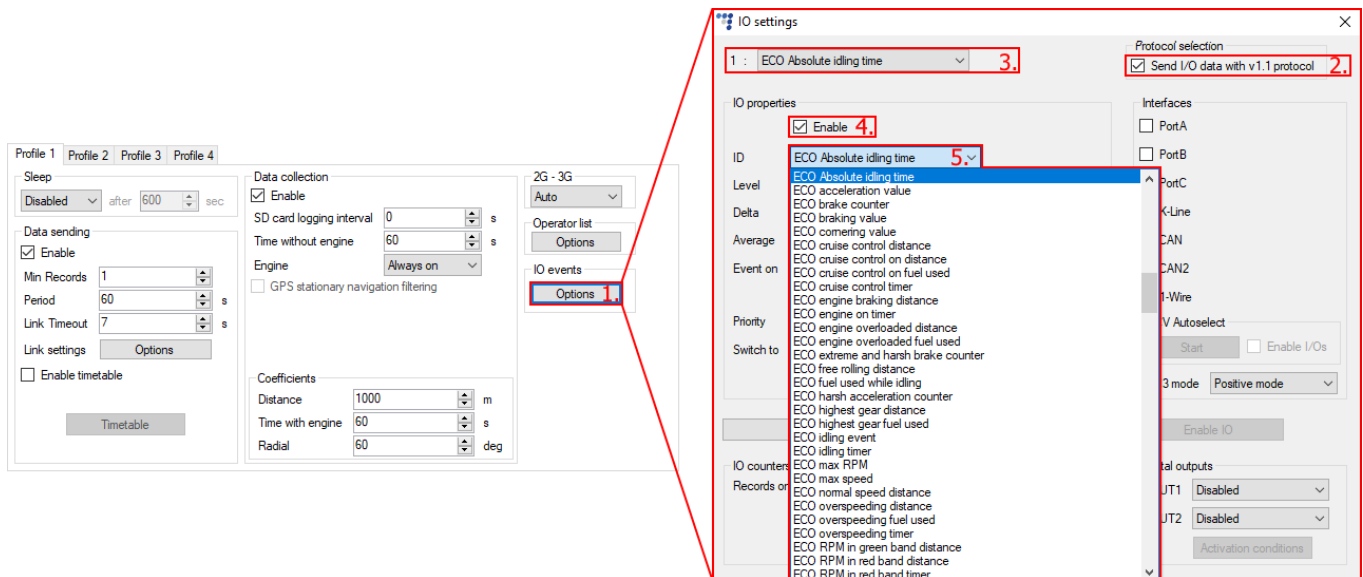 Profile 1 Profile 2 Profile 3 Profile 4
Sleep
Disabled after 600 sec
Data sending
Enable
Min Records 1
Period 60 s
Link Timeout 7 s
Link settings Options
Enable timetable
Timetable
Data collection
Enable
SD card logging interval 0 s
Time without engine 60 s
Engine Always on
GPS stationary navigation filtering
Coefficients
Distance 1000 m
Time with engine 60 s
Radial 60 deg
2G - 3G
Auto
Operator list
Options
IO events
Options 1.
IO settings
1 : ECO Absolute idling time 3.
Protocol selection
Send I/O data with v1.1 protocol 2.
IO properties
Enable 4.
ID ECO Absolute idling time 5.
Level
Delta
Average
Event on
Priority
Switch to
ECO Absolute idling time
ECO acceleration value
ECO brake counter
ECO braking value
ECO cornering value
ECO cruise control distance
ECO cruise control on distance
ECO cruise control on fuel used
ECO cruise control timer
ECO engine braking distance
ECO engine on timer
ECO engine overloaded distance
ECO engine overloaded fuel used
ECO extreme and harsh brake counter
ECO free rolling distance
ECO fuel used while idling
ECO harsh acceleration counter
ECO highest gear distance
ECO highest gear fuel used
ECO idling event
ECO idling timer
ECO max RPM
ECO max speed
ECO normal speed distance
ECO overspeeding distance
ECO overspeeding fuel used
ECO overspeeding timer
ECO RPM in green band distance
ECO RPM in red band distance
ECO RPM in red band timer
IO counters
Records on
Interfaces
PortA
PortB
PortC
K-Line
CAN
CAN2
1-Wire
V Autoselect
Start Enable I/Os
3 mode Positive mode
Enable IO
tal outputs
UT1 Disabled
UT2 Disabled
Activation conditions